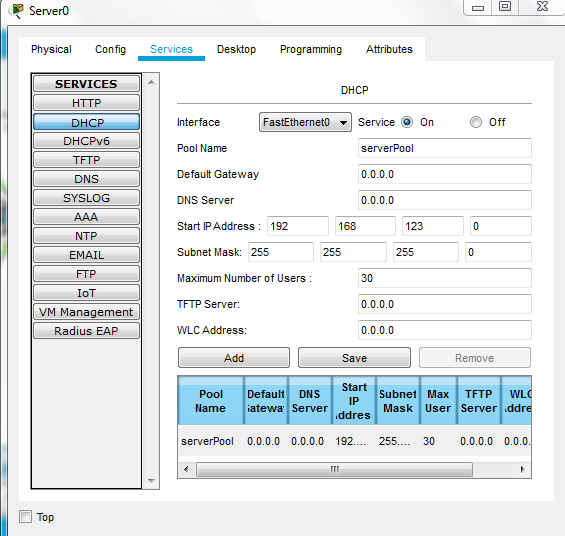 Server0
Physical Config Services Desktop Programming Attributes
SERVICES
HTTP
DHCP
DHCPv6
TFTP
DNS
SYSLOG
AAA
NTP
EMAIL
FTP
IoT
VM Management
Radius EAP
DHCP
Interface FastEthernet0 Service On Off
Pool Name serverPool
Default Gateway 0.0.0.0
DNS Server 0.0.0.0
Start IP Address : 192 168 123 0
Subnet Mask: 255 255 255 0
Maximum Number of Users : 30
TFTP Server: 0.0.0.0
WLC Address: 0.0.0.0
Add Save Remove
Pool Name Default Gateway DNS Server Start IP Addres Subnet Mask Max User TFTP Server WLC Addre
serverPool 0.0.0.0 0.0.0.0 192.... 255.... 30 0.0.0.0 0.0.0.
Top